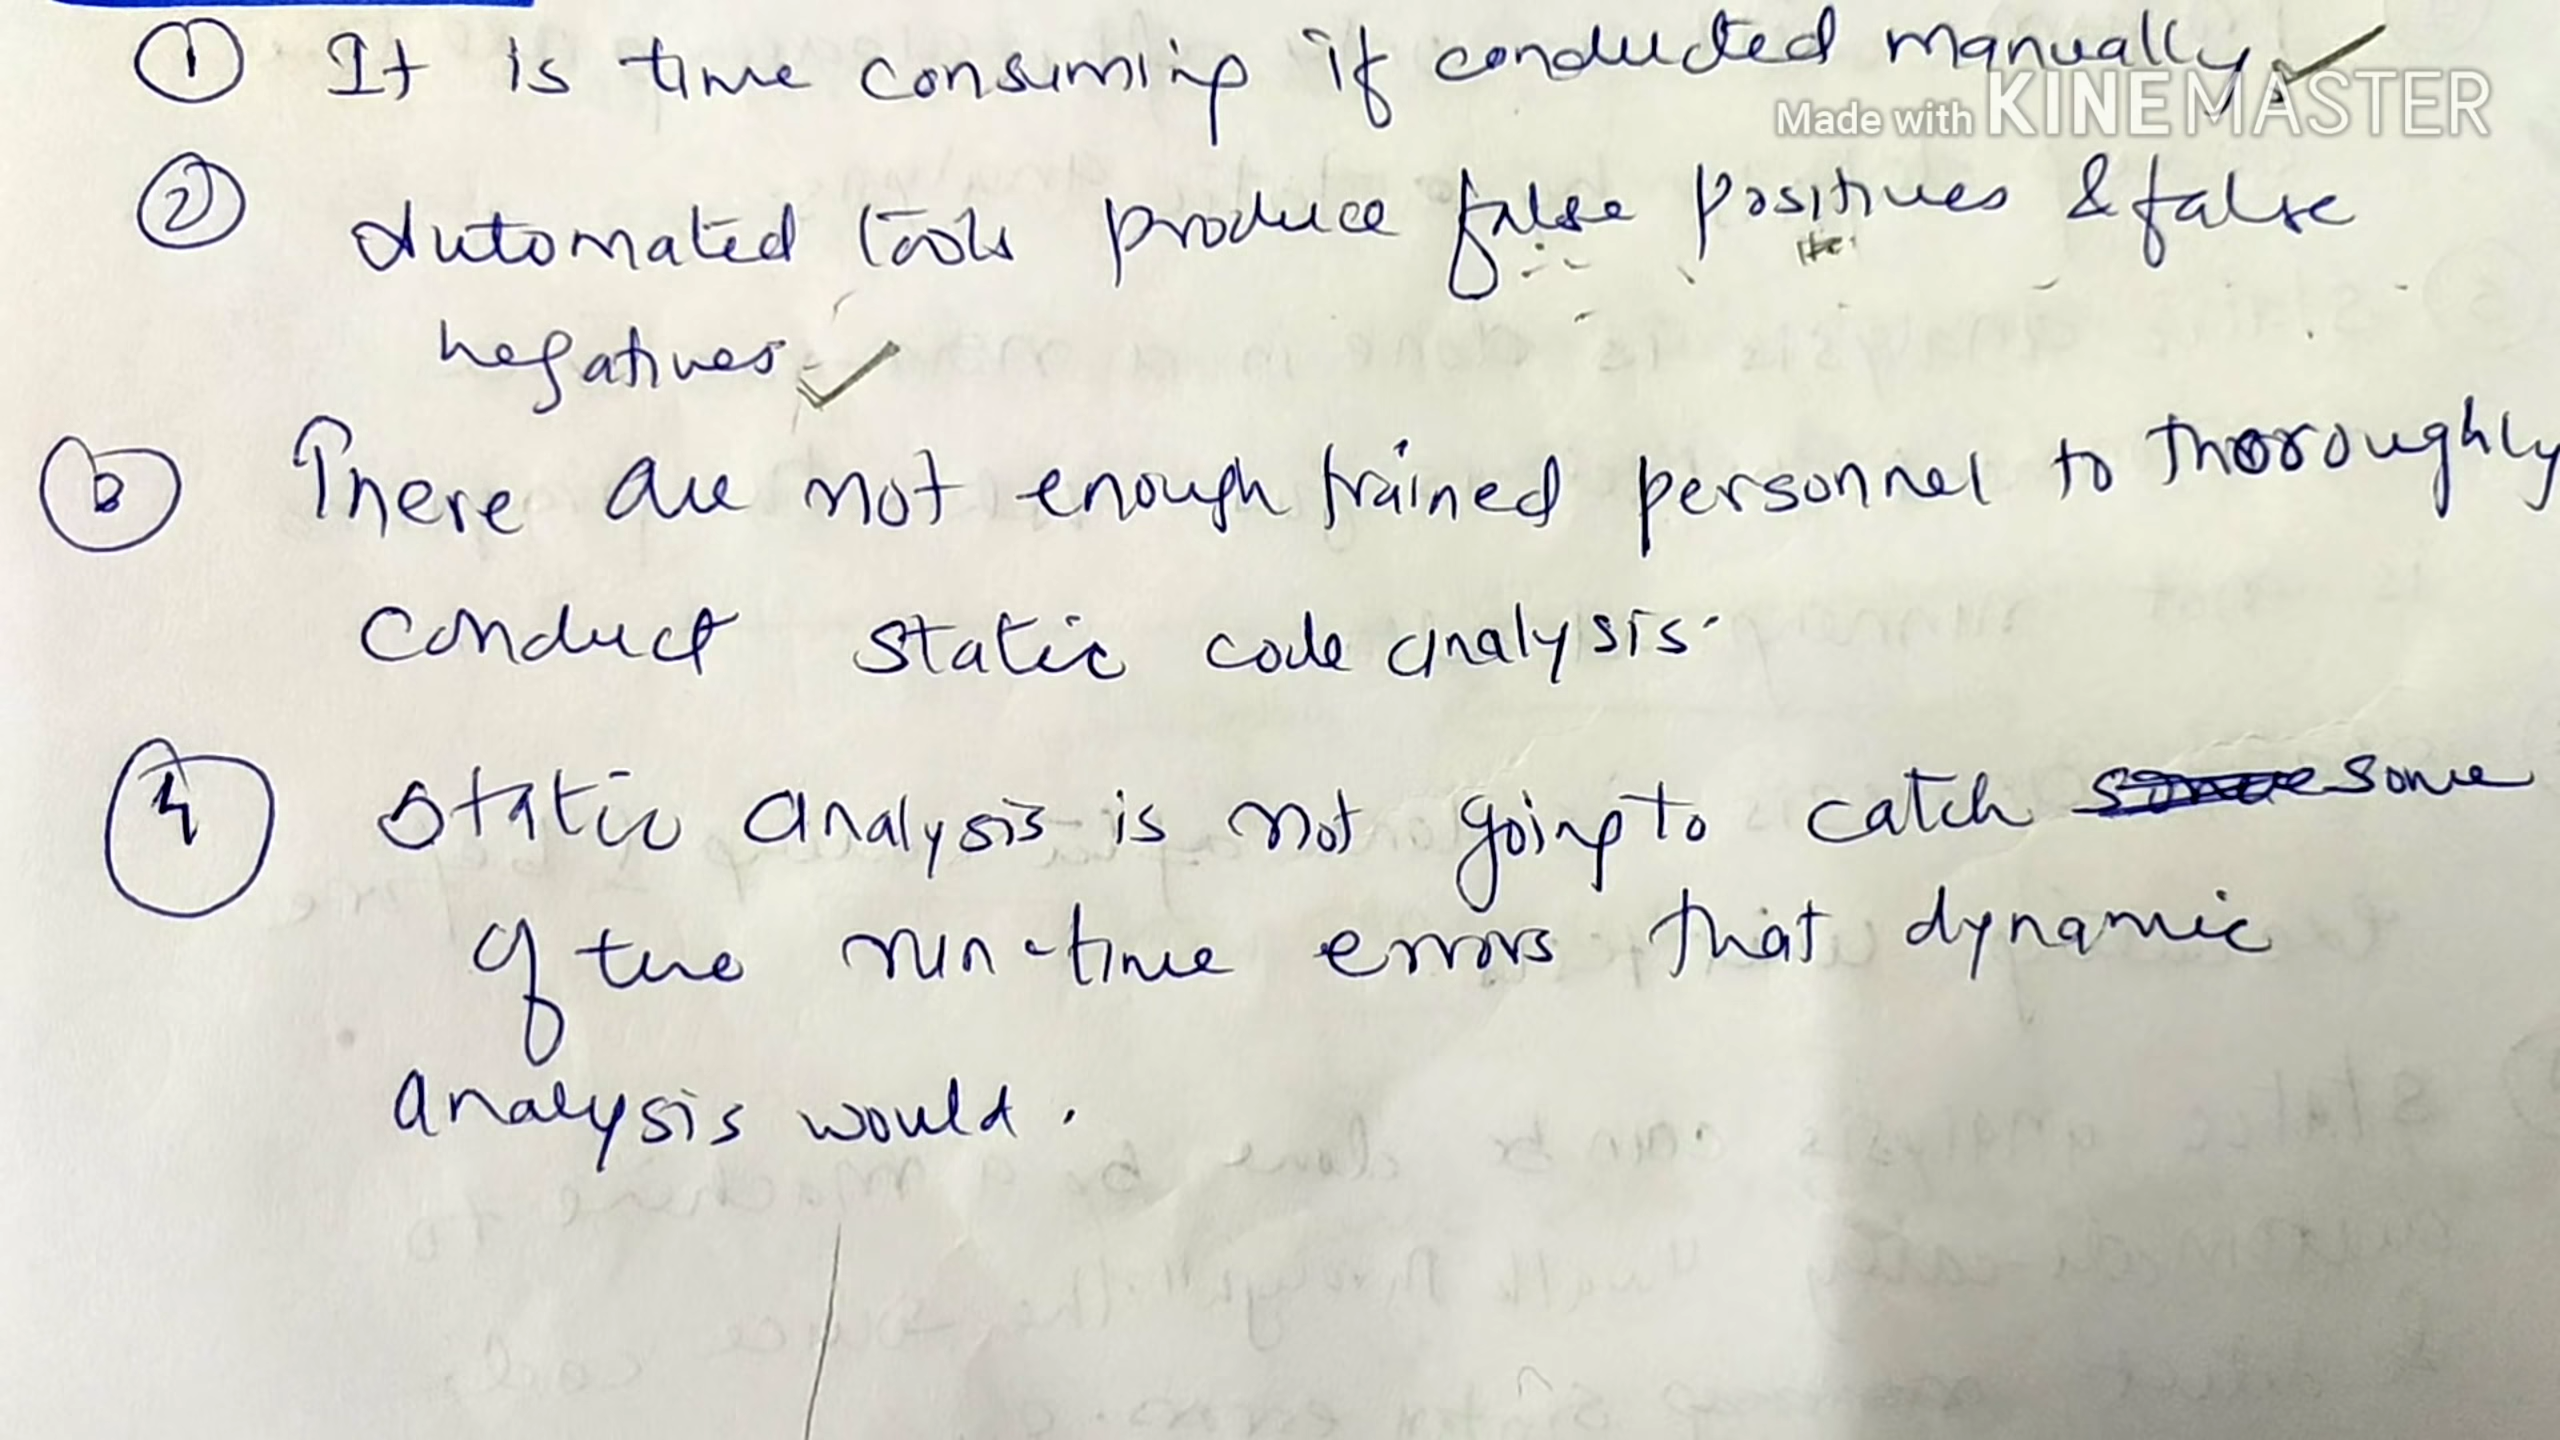 ① It is time consuming if conducted manually.
Made with KINEMASTER
② Automated tools produce false positives & false
negatives
③ There are not enough trained personnel to thoroughly
conduct static code analysis.
④ Static analysis is not going to catch some
of the run-time errors that dynamic
analysis would.